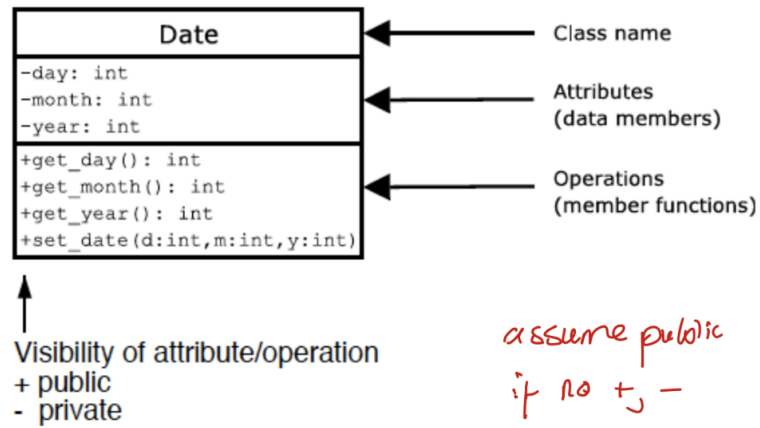 Date
Class name
-day: int
-month: int
-year: int
Attributes
(data members)
+get_day(): int
+get_month(): int
+get_year(): int
+set_date(d:int,m:int,y:int)
Operations
(member functions)
Visibility of attribute/operation
+ public
- private
assume public
if no +, -